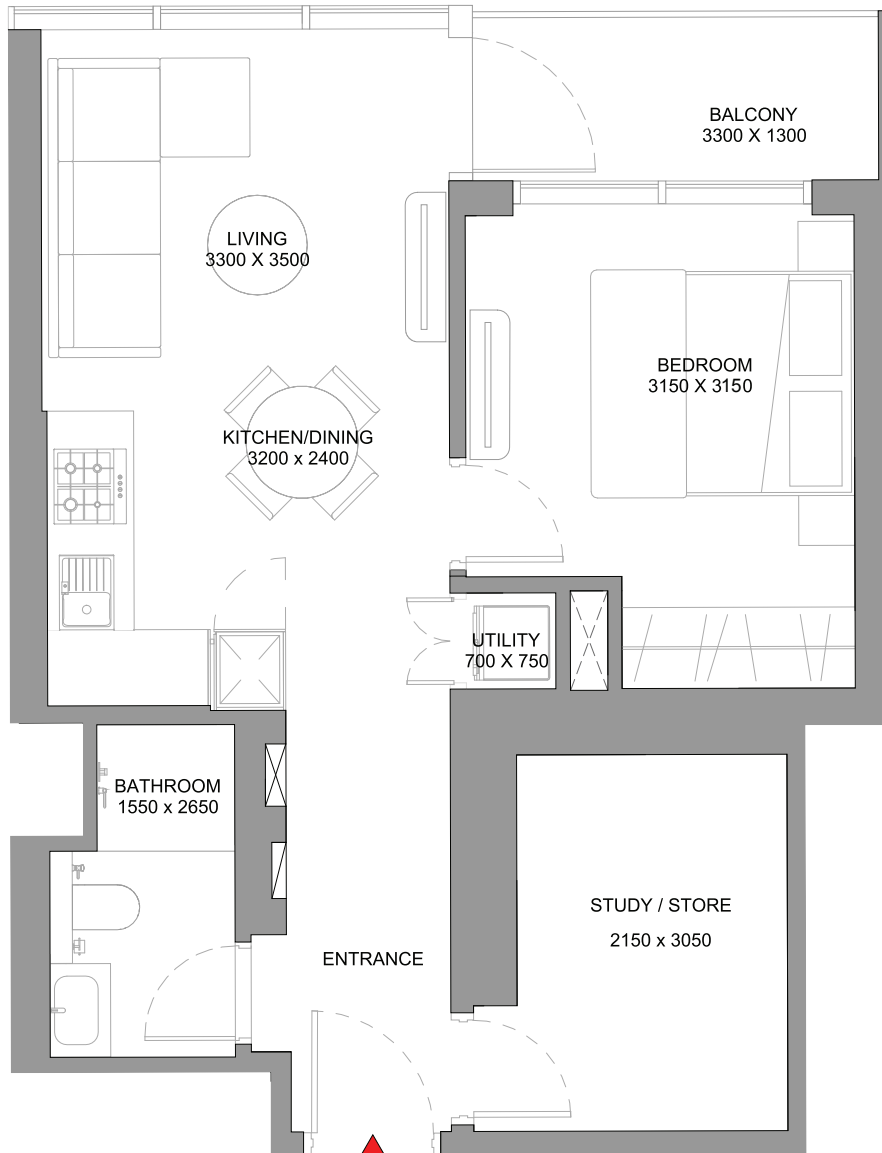 BALCONY
3300 X 1300
LIVING
3300 X 3500
BEDROOM
3150 X 3150
KITCHEN/DINING
3200 x 2400
UTILITY
700 X 750
BATHROOM
1550 x 2650
STUDY / STORE
2150 x 3050
ENTRANCE